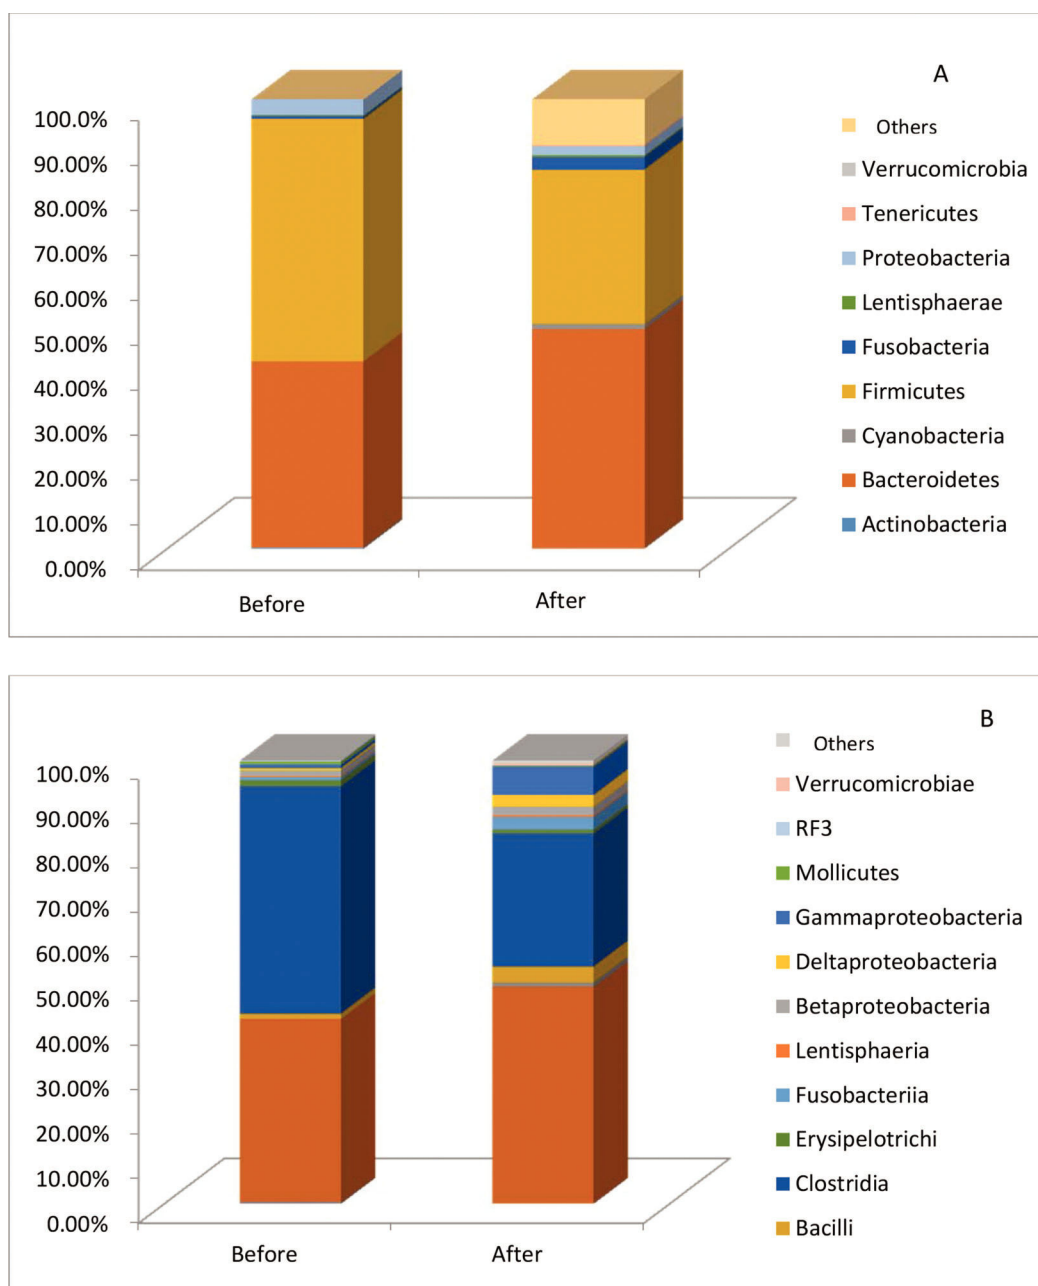 A
100.0%
90.00%
80.00%
70.00%
60.00%
50.00%
40.00%
30.00%
20.00%
10.00%
0.00%
Before
After
Others
Verrucomicrobia
Tenericutes
Proteobacteria
Lentisphaerae
Fusobacteria
Firmicutes
Cyanobacteria
Bacteroidetes
Actinobacteria
B
100.0%
90.00%
80.00%
70.00%
60.00%
50.00%
40.00%
30.00%
20.00%
10.00%
0.00%
Before
After
Others
Verrucomicrobiae
RF3
Mollicutes
Gammaproteobacteria
Deltaproteobacteria
Betaproteobacteria
Lentisphaeria
Fusobacteriia
Erysipelotrichi
Clostridia
Bacilli